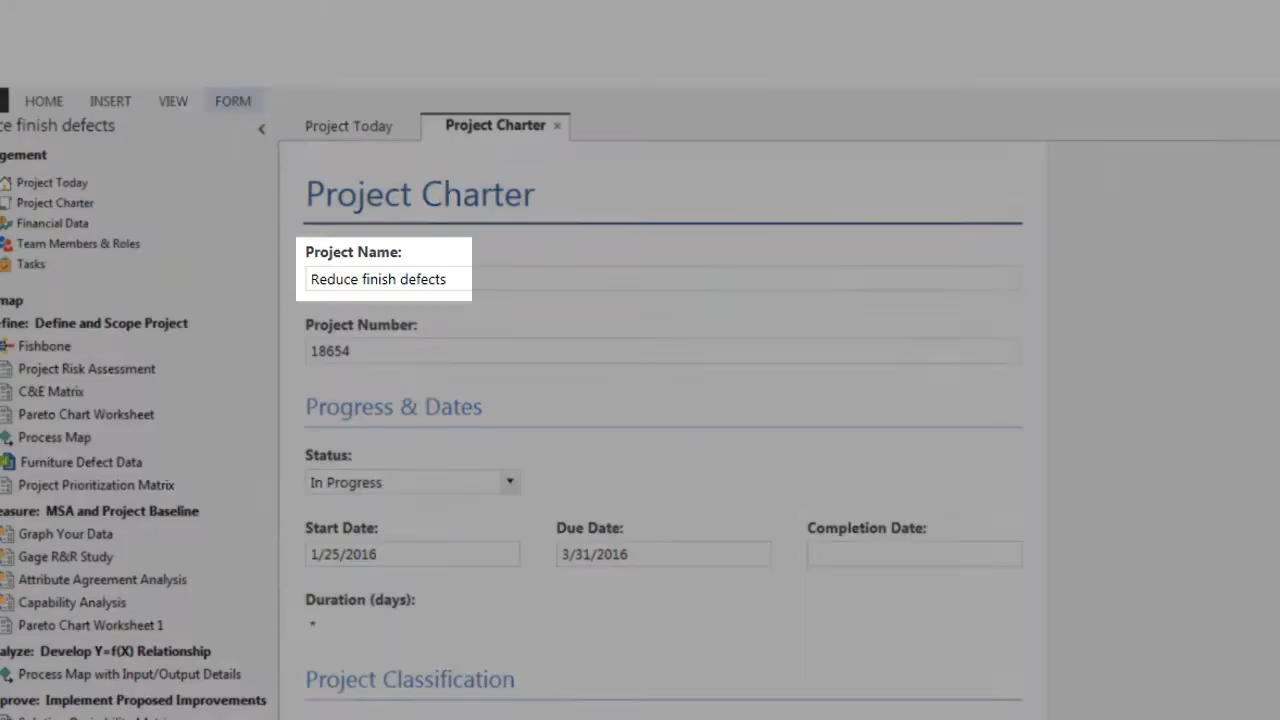 HOME INSERT VIEW FORM
ce finish defects
Project Today
Project Charter ×
gement
Project Today
Project Charter
Financial Data
Team Members & Roles
Tasks
map
fine: Define and Scope Project
Fishbone
Project Risk Assessment
C&E Matrix
Pareto Chart Worksheet
Process Map
Furniture Defect Data
Project Prioritization Matrix
easure: MSA and Project Baseline
Graph Your Data
Gage R&R Study
Attribute Agreement Analysis
Capability Analysis
Pareto Chart Worksheet 1
alyze: Develop Y=f(X) Relationship
Process Map with Input/Output Details
prove: Implement Proposed Improvements
Project Charter
Project Name:
Reduce finish defects
Project Number:
18654
Progress & Dates
Status:
In Progress
Start Date: Due Date: Completion Date:
1/25/2016 3/31/2016
Duration (days):
*
Project Classification